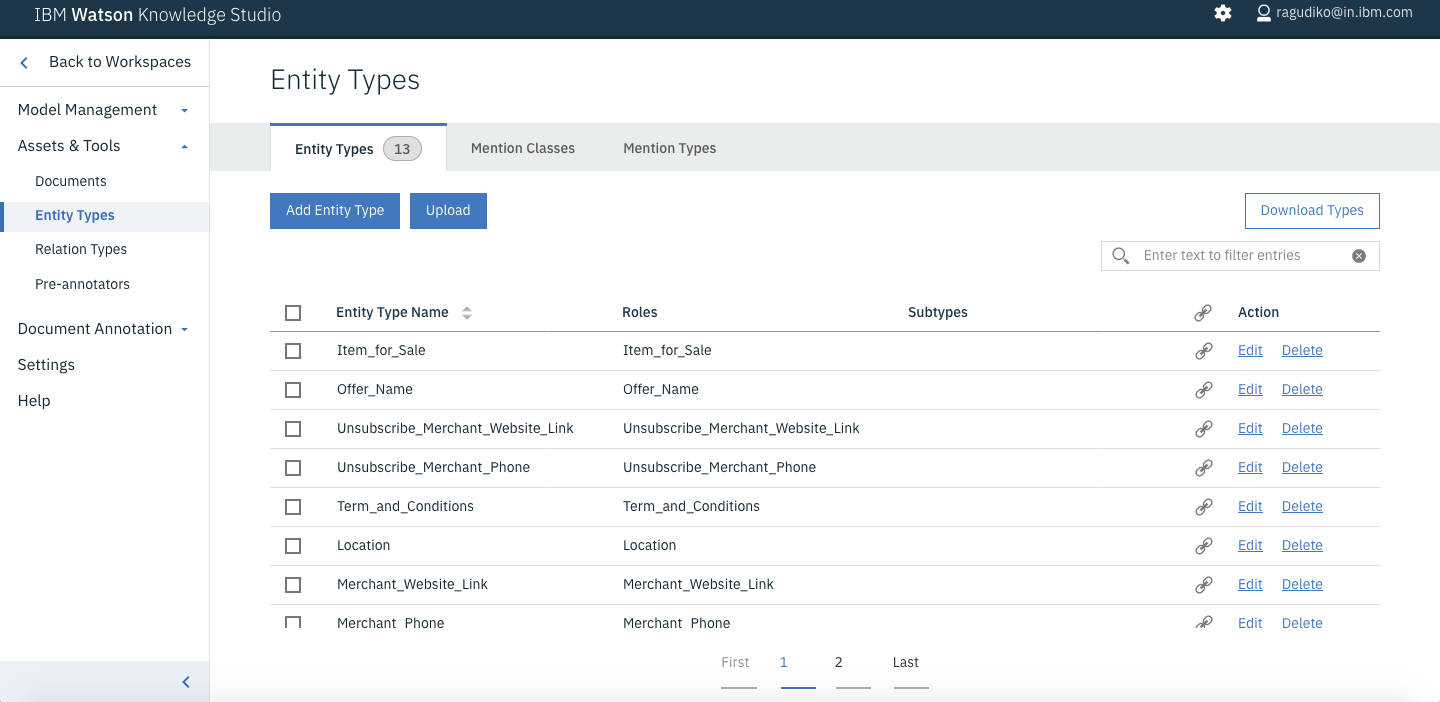 IBM Watson Knowledge Studio
ragudiko@in.ibm.com
Back to Workspaces
Model Management
Assets & Tools
Documents
Entity Types
Relation Types
Pre-annotators
Document Annotation
Settings
Help
Entity Types
Entity Types 13 Mention Classes Mention Types
Add Entity Type Upload Download Types
Enter text to filter entries
Entity Type Name Roles Subtypes Action
Item_for_Sale Item_for_Sale Edit Delete
Offer_Name Offer_Name Edit Delete
Unsubscribe_Merchant_Website_Link Unsubscribe_Merchant_Website_Link Edit Delete
Unsubscribe_Merchant_Phone Unsubscribe_Merchant_Phone Edit Delete
Term_and_Conditions Term_and_Conditions Edit Delete
Location Location Edit Delete
Merchant_Website_Link Merchant_Website_Link Edit Delete
Merchant_Phone Merchant_Phone Edit Delete
First 1 2 Last